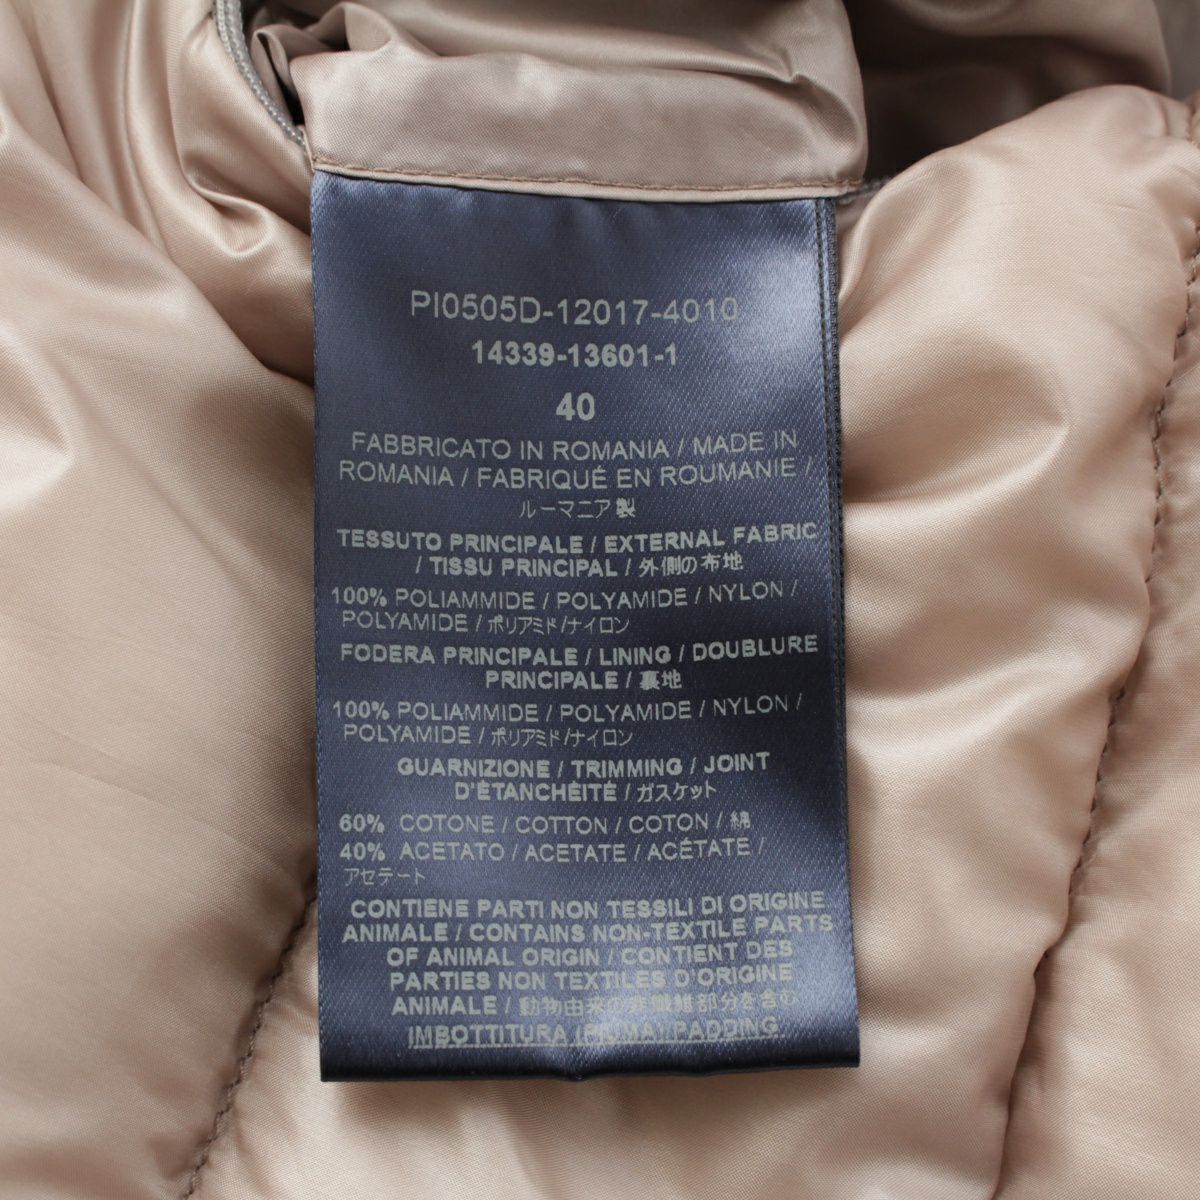 PI0505D-12017-4010
14339-13601-1
40
FABBRICATO IN ROMANIA / MADE IN
ROMANIA / FABRIQUÉ EN ROUMANIE /
ルーマニア製
TESSUTO PRINCIPALE / EXTERNAL FABRIC
/ TISSU PRINCIPAL / 外側の布地
100% POLIAMMIDE / POLYAMIDE / NYLON /
POLYAMIDE / ポリアミド/ナイロン
FODERA PRINCIPALE / LINING / DOUBLURE
PRINCIPALE / 裏地
100% POLIAMMIDE / POLYAMIDE / NYLON /
POLYAMIDE / ポリアミド/ナイロン
GUARNIZIONE / TRIMMING / JOINT
D'ÉTANCHÉITÉ / ガスケット
60% COTONE / COTTON / COTON / 綿
40% ACETATO / ACETATE / ACÉTATE /
アセテート
CONTIENE PARTI NON TESSILI DI ORIGINE
ANIMALE / CONTAINS NON-TEXTILE PARTS
OF ANIMAL ORIGIN / CONTIENT DES
PARTIES NON TEXTILES D'ORIGINE
ANIMALE / 動物由来の非繊維部分を含む
IMBOTTITURA (PIUMA) PADDING